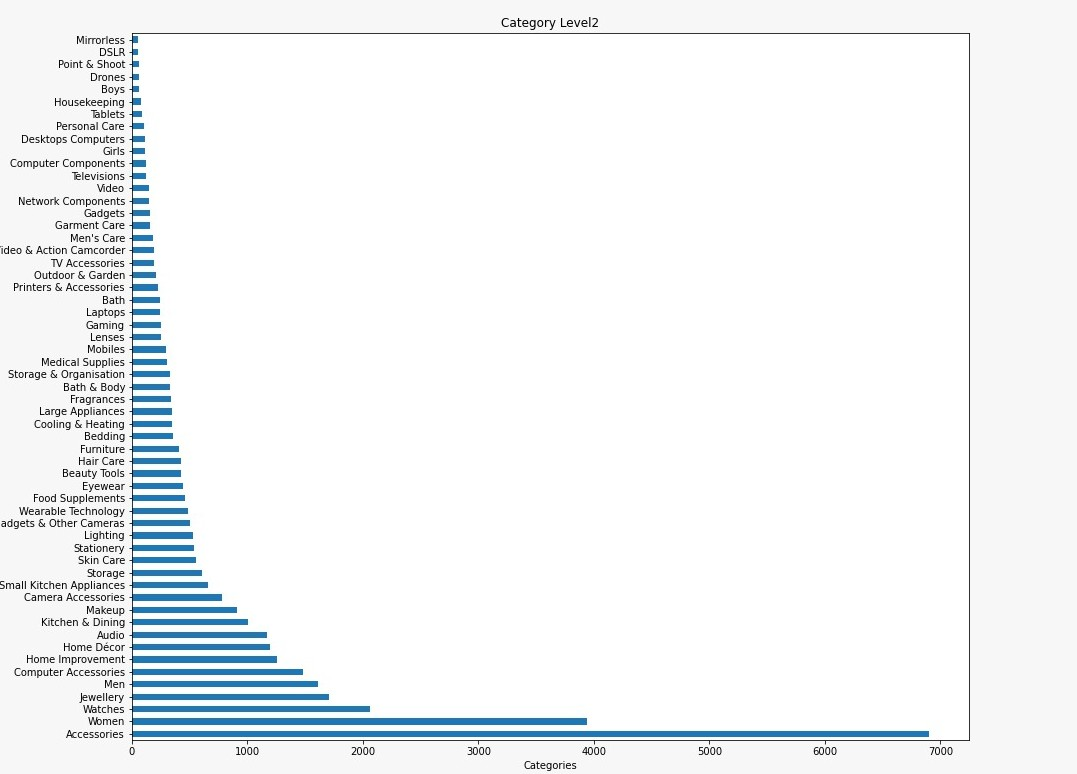 Category Level2
Mirrorless
DSLR
Point & Shoot
Drones
Boys
Housekeeping
Tablets
Personal Care
Desktops Computers
Girls
Computer Components
Televisions
Video
Network Components
Gadgets
Garment Care
Men's Care
ideo & Action Camcorder
TV Accessories
Outdoor & Garden
Printers & Accessories
Bath
Laptops
Gaming
Lenses
Mobiles
Medical Supplies
Storage & Organisation
Bath & Body
Fragrances
Large Appliances
Cooling & Heating
Bedding
Furniture
Hair Care
Beauty Tools
Eyewear
Food Supplements
Wearable Technology
adgets & Other Cameras
Lighting
Stationery
Skin Care
Storage
Small Kitchen Appliances
Camera Accessories
Makeup
Kitchen & Dining
Audio
Home Décor
Home Improvement
Computer Accessories
Men
Jewellery
Watches
Women
Accessories
0 1000 2000 3000 4000 5000 6000 7000
Categories